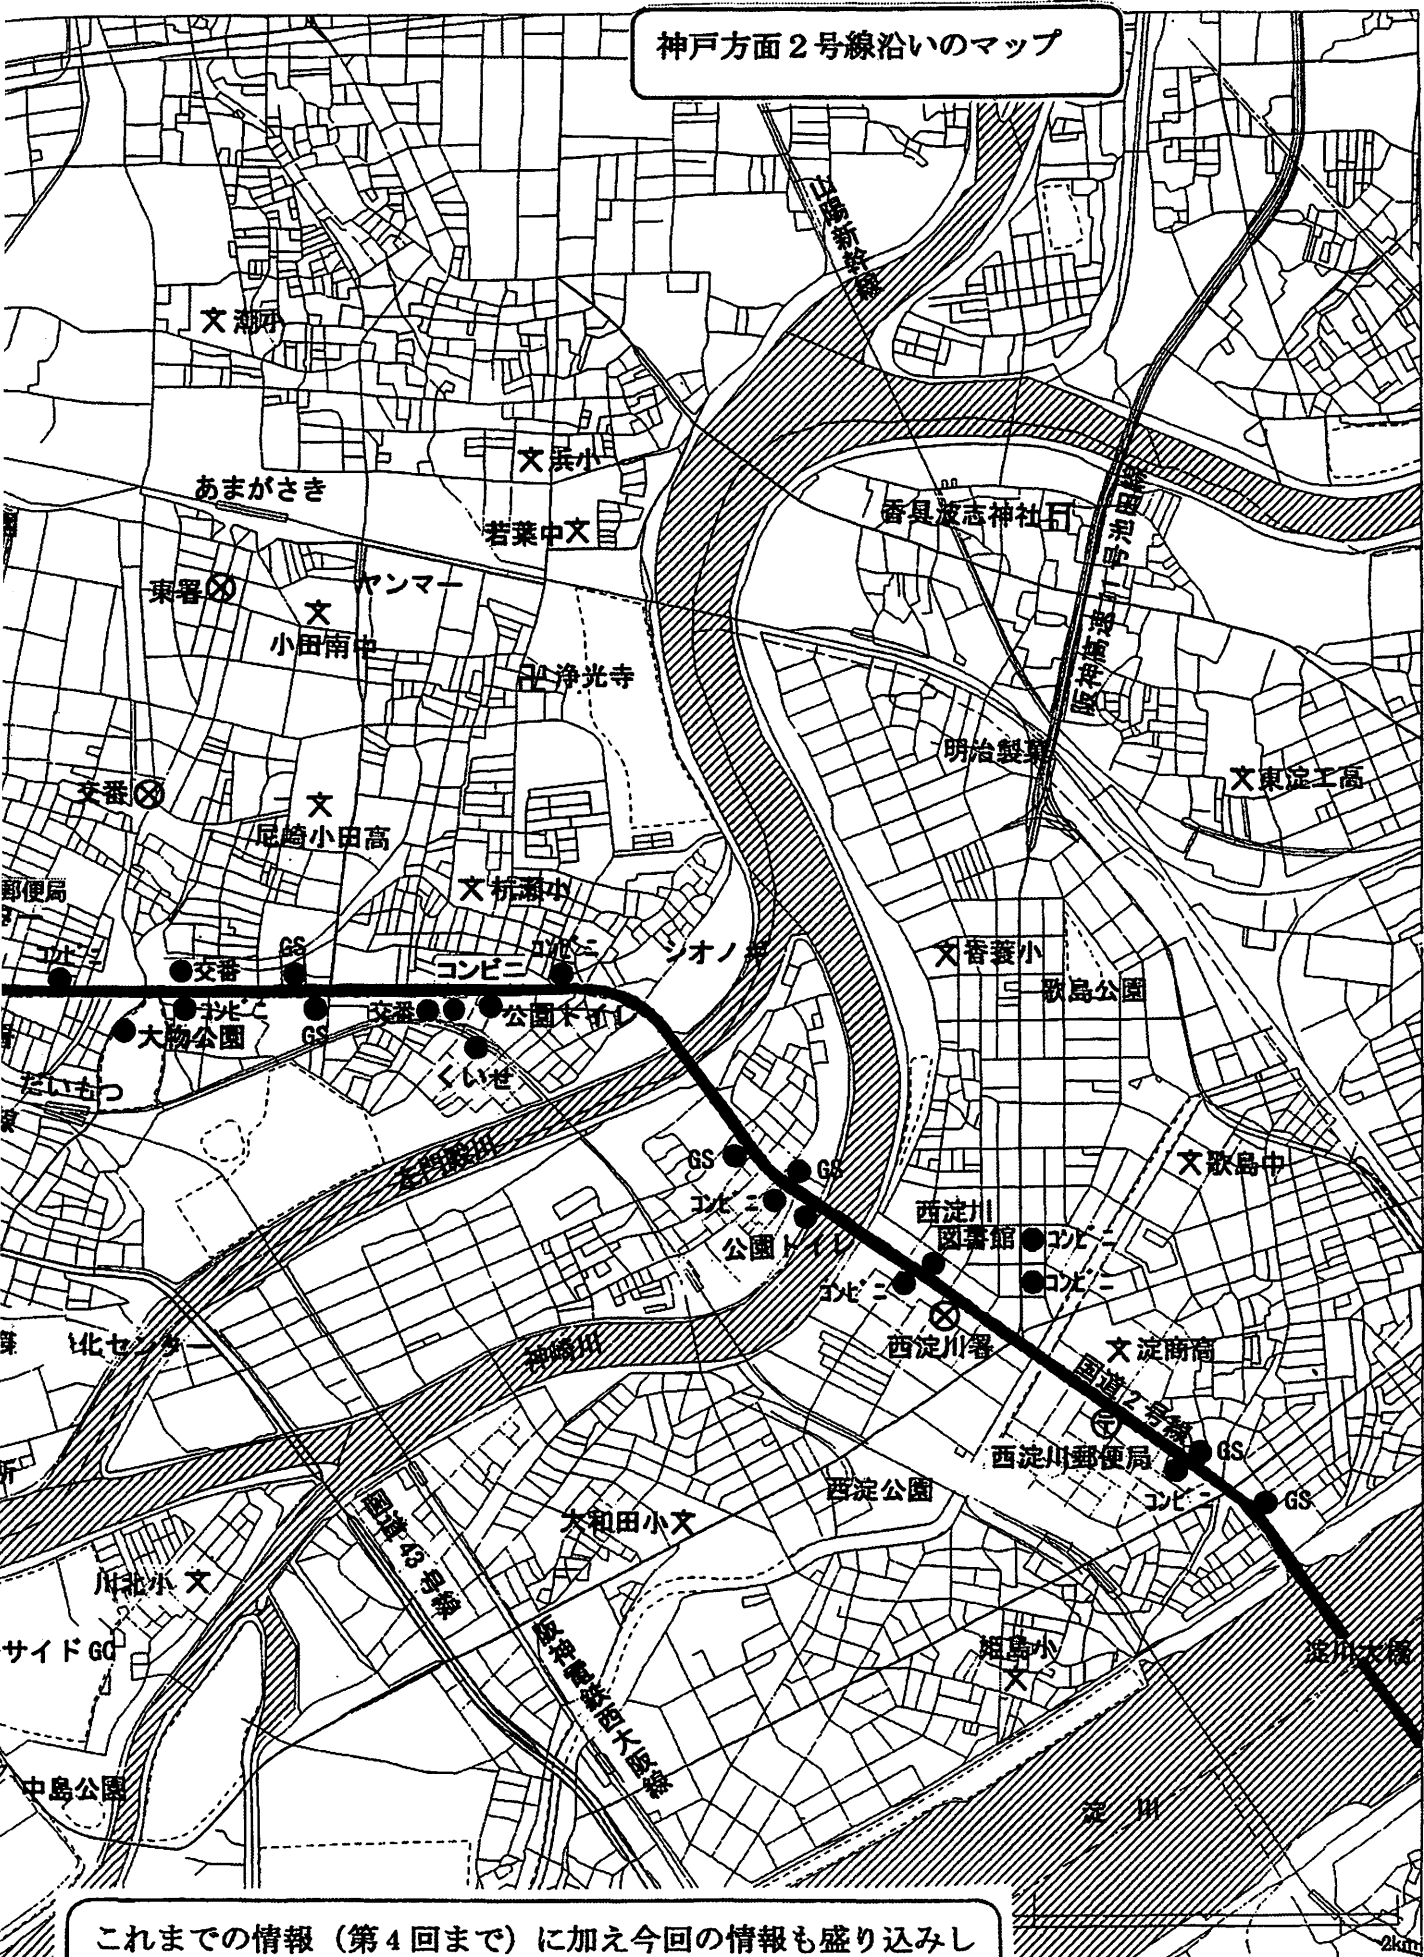 神戸方面２号線沿いのマップ
山陽新幹線
文 潮小
文 浜小
あまがさき
若葉中文
香具波志神社
阪神高速11号池田線
東署
ヤンマー
文
小田南中
卍浄光寺
明治製菓
文東淀工高
交番
文
尼崎小田高
郵便局
文杭瀬小
コンビニ
交番
GS
コンビニ
コンビニ
シオノギ
文香蓑小
歌島公園
コンビニ
大物公園
GS
交番
公園トイレ
くいせ
だいもつ
左門殿川
GS
GS
文歌島中
コンビニ
公園トイレ
西淀川
図書館
コンビニ
コンビニ
コンビニ
西淀川署
化センター
神崎川
文淀商高
国道２号線
〒
西淀川郵便局
GS
コンビニ
GS
西淀公園
大和田小文
国道43号線
川北小 文
サイドGC
阪神電鉄西大阪線
姫島小
文
淀川大橋
中島公園
淀 川
これまでの情報（第４回まで）に加え今回の情報も盛り込みし
2km